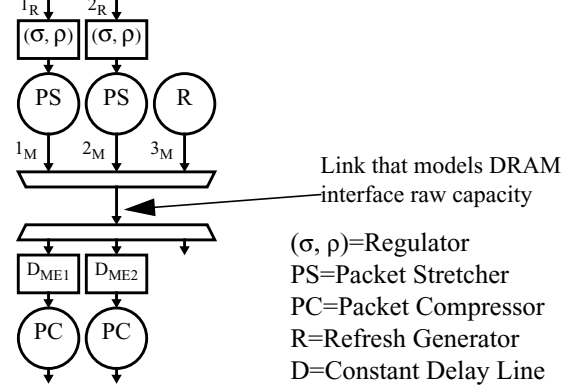 1R 2R
(σ, ρ) (σ, ρ)
PS PS R
1M 2M 3M
Link that models DRAM
interface raw capacity
DME1 DME2
PC PC
(σ, ρ)=Regulator
PS=Packet Stretcher
PC=Packet Compressor
R=Refresh Generator
D=Constant Delay Line